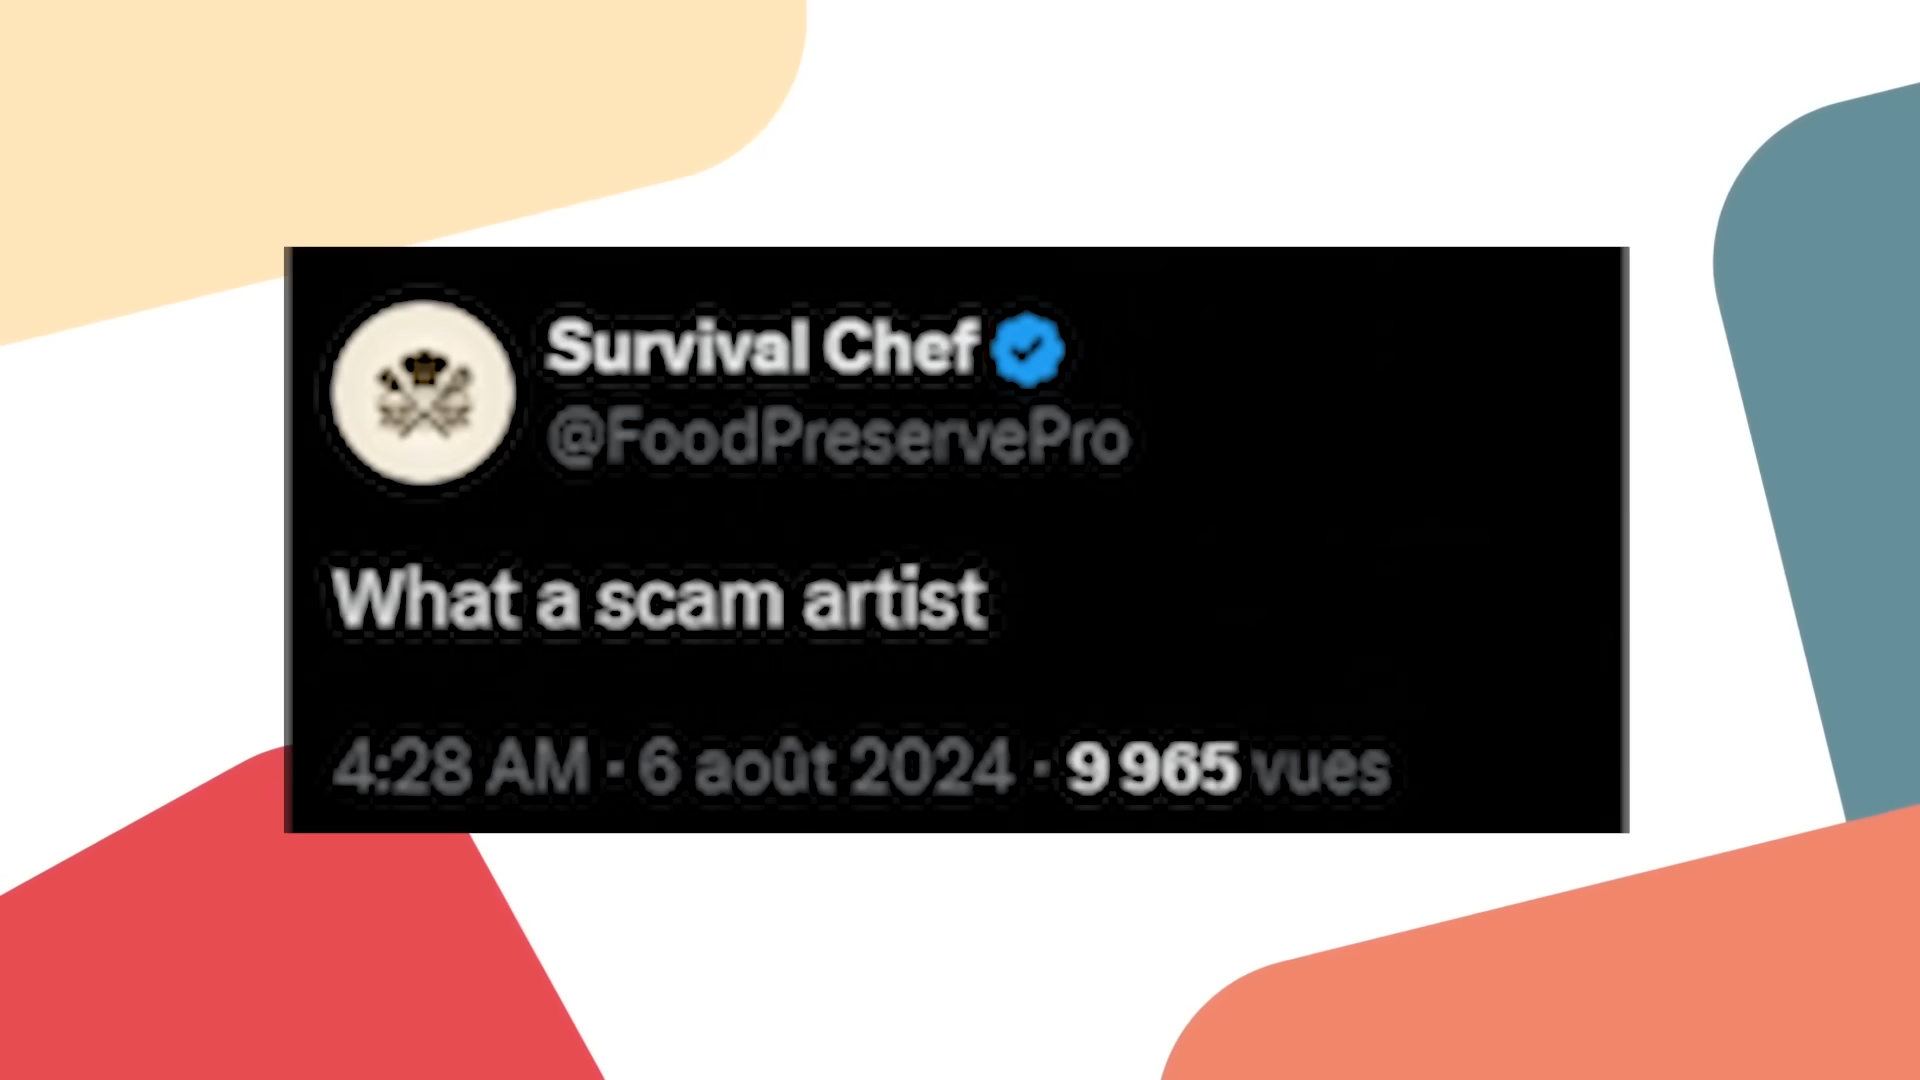 Survival Chef
@FoodPreservePro
What a scam artist
4:28 AM · 6 août 2024 · 9 965 vues